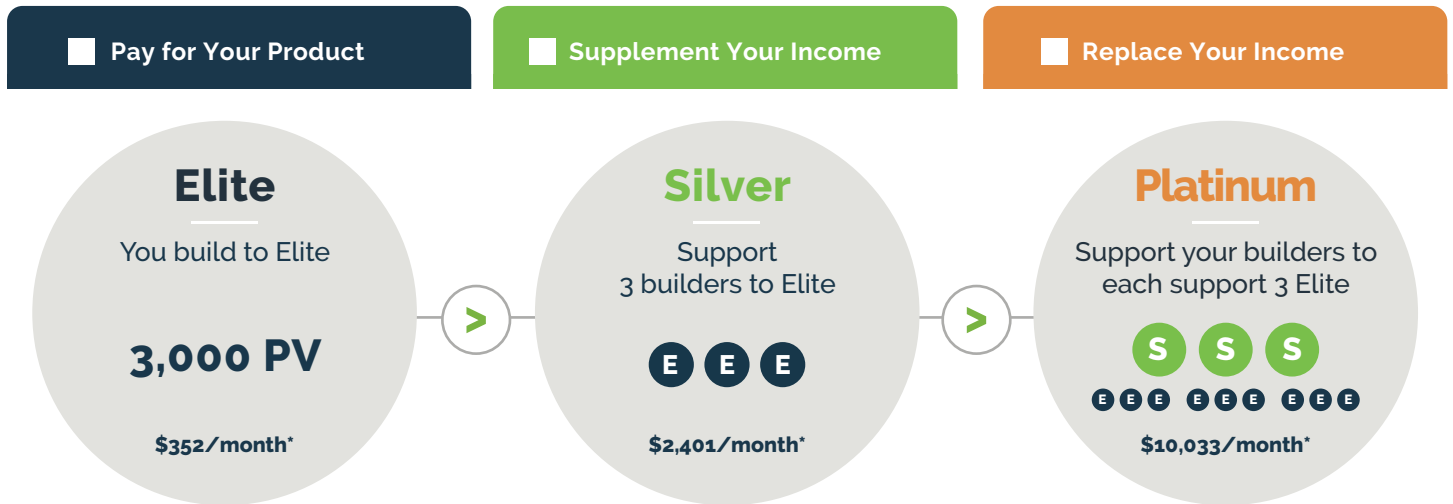 Pay for Your Product
Supplement Your Income
Replace Your Income
Elite
You build to Elite
3,000 PV
$352/month*
>
Silver
Support
3 builders to Elite
E E E
$2,401/month*
>
Platinum
Support your builders to
each support 3 Elite
S S S
E E E E E E E E E
$10,033/month*